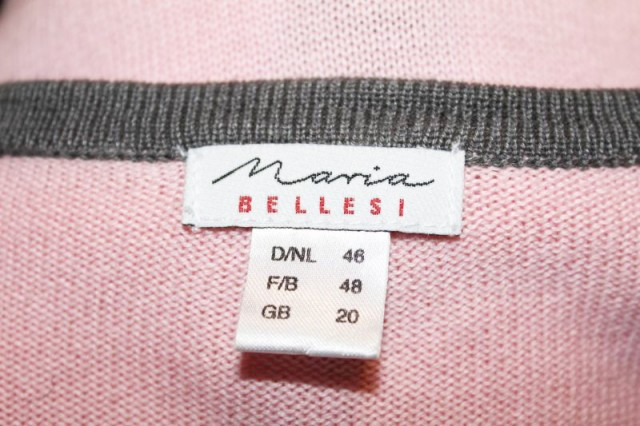 Maria
BELLESI
D/NL 46
F/B 48
GB 20